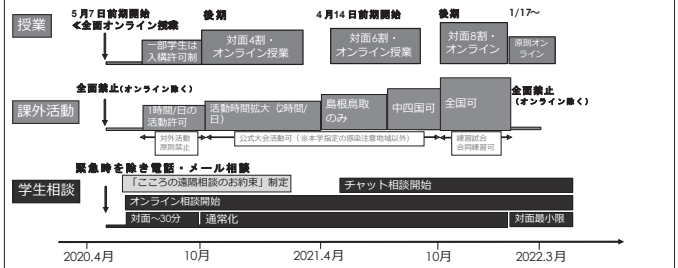 授業
5月7日前期開始
≪全面オンライン授業
一部学生は
入構許可制
後期
対面4割・
オンライン授業
4月14日前期開始
対面6割・
オンライン授業
後期
対面8割・
オンライン
1/17～
原則オン
ライン
課外活動
全面禁止(オンライン除く)
1時間/日の
活動許可
活動時間拡大（2時間/
日）
島根鳥取
のみ
中四国可
全国可
全面禁止
(オンライン除く)
対外活動
原則禁止
公式大会活動可（※本学指定の感染注意地域以外）
練習試合
合同練習可
学生相談
緊急時を除き電話・メール相談
「こころの遠隔相談のお約束」制定
チャット相談開始
オンライン相談開始
対面～30分
通常化
対面最小限
2020.4月
10月
2021.4月
10月
2022.3月